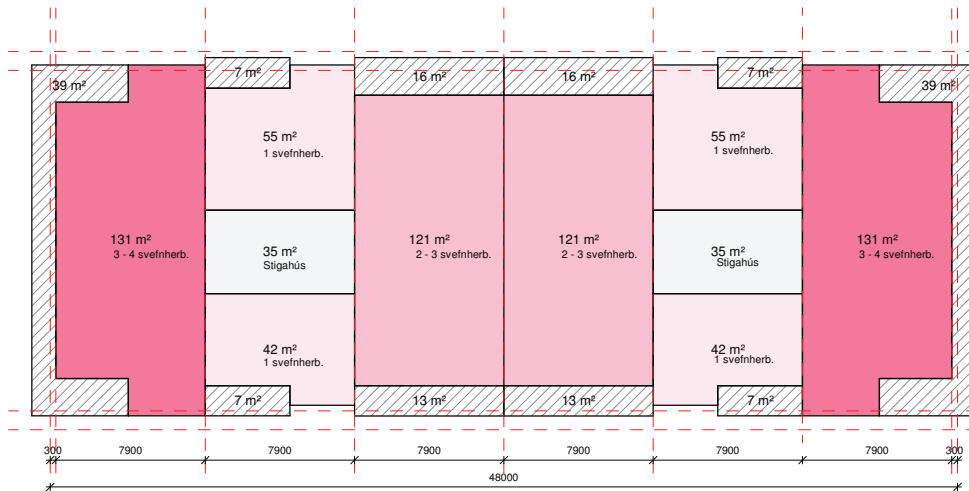 39 m²
7 m²
16 m²
16 m²
7 m²
39 m²
55 m²
1 svefnherb.
55 m²
1 svefnherb.
131 m²
3 - 4 svefnherb.
35 m²
Stigahús
121 m²
2 - 3 svefnherb.
121 m²
2 - 3 svefnherb.
35 m²
Stigahús
131 m²
3 - 4 svefnherb.
42 m²
1 svefnherb.
42 m²
1 svefnherb.
7 m²
13 m²
13 m²
7 m²
300 7900 7900 7900 7900 7900 7900 300
48000